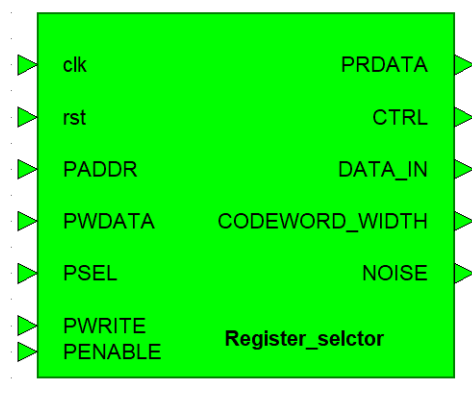 clk
PRDATA
rst
CTRL
PADDR
DATA_IN
PWDATA
CODEWORD_WIDTH
PSEL
NOISE
PWRITE
PENABLE
Register_selctor